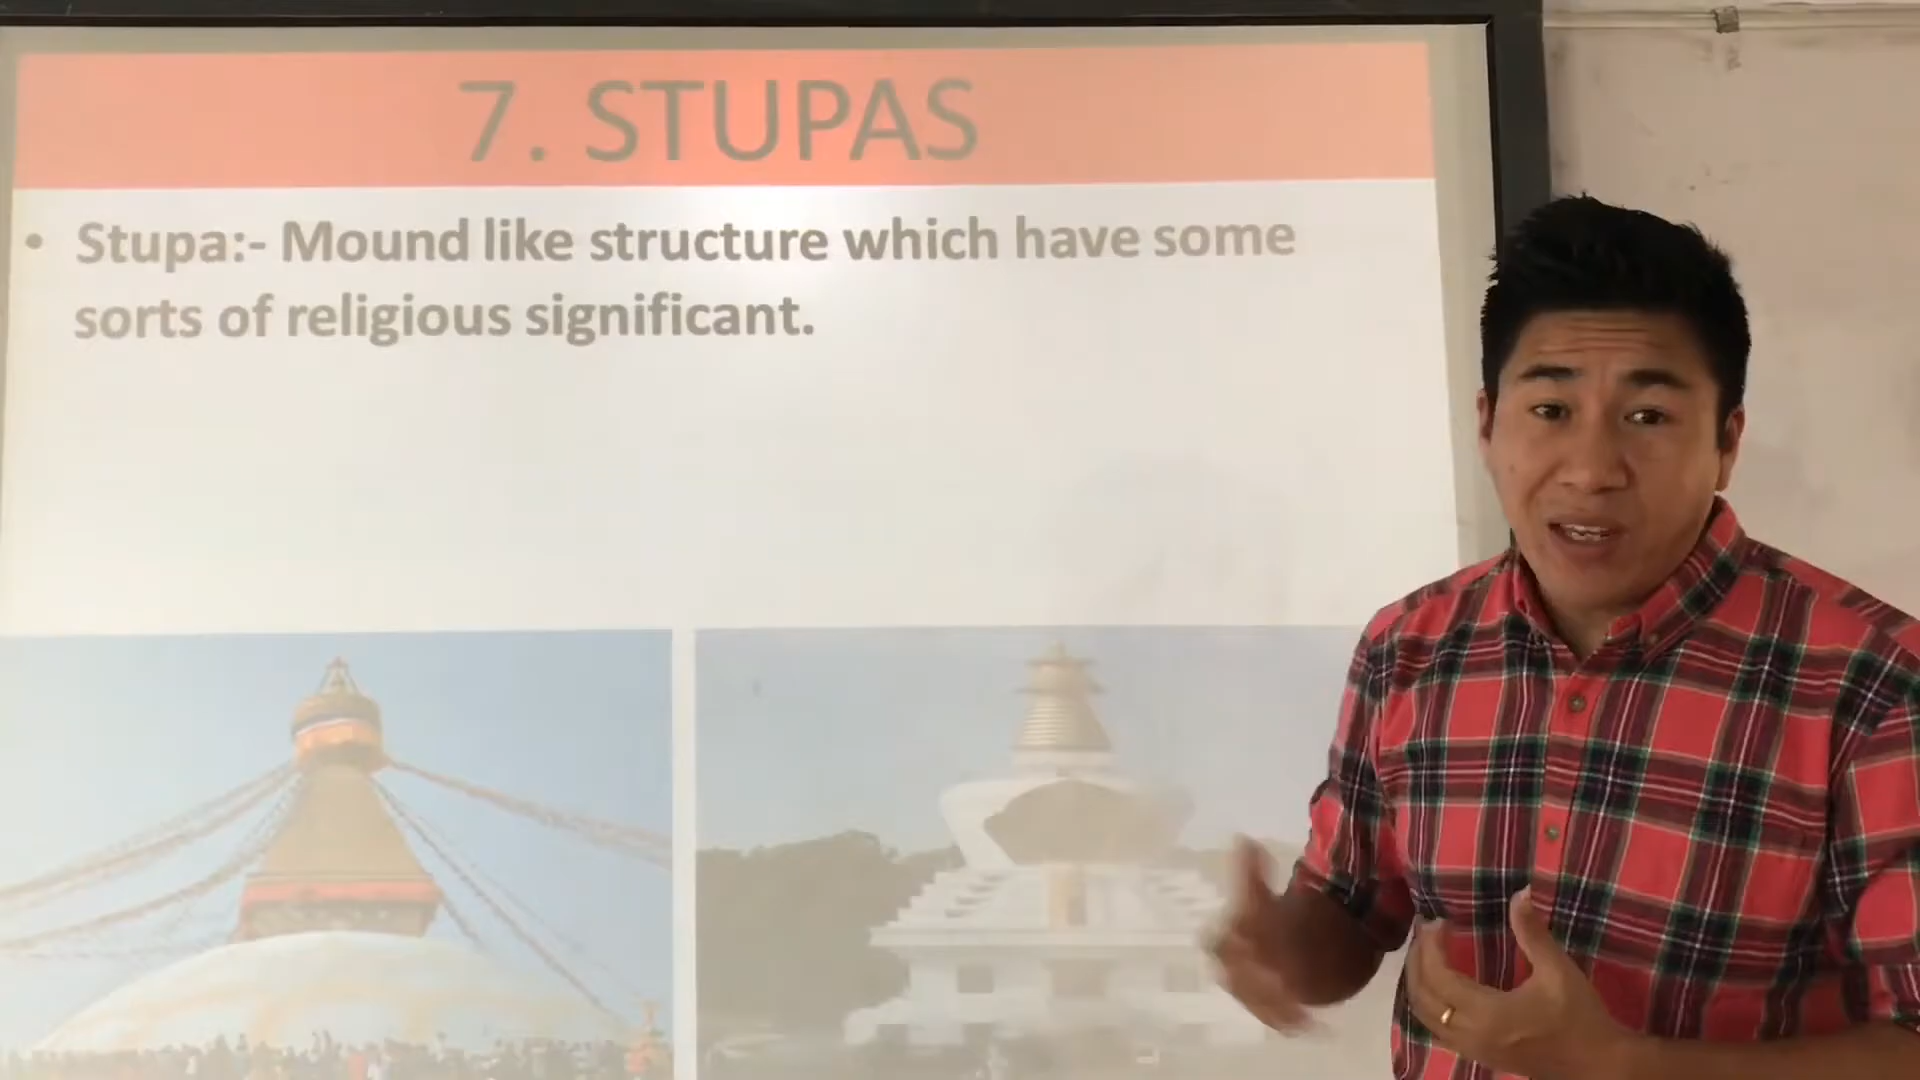 7. STUPAS
• Stupa:- Mound like structure which have some
sorts of religious significant.